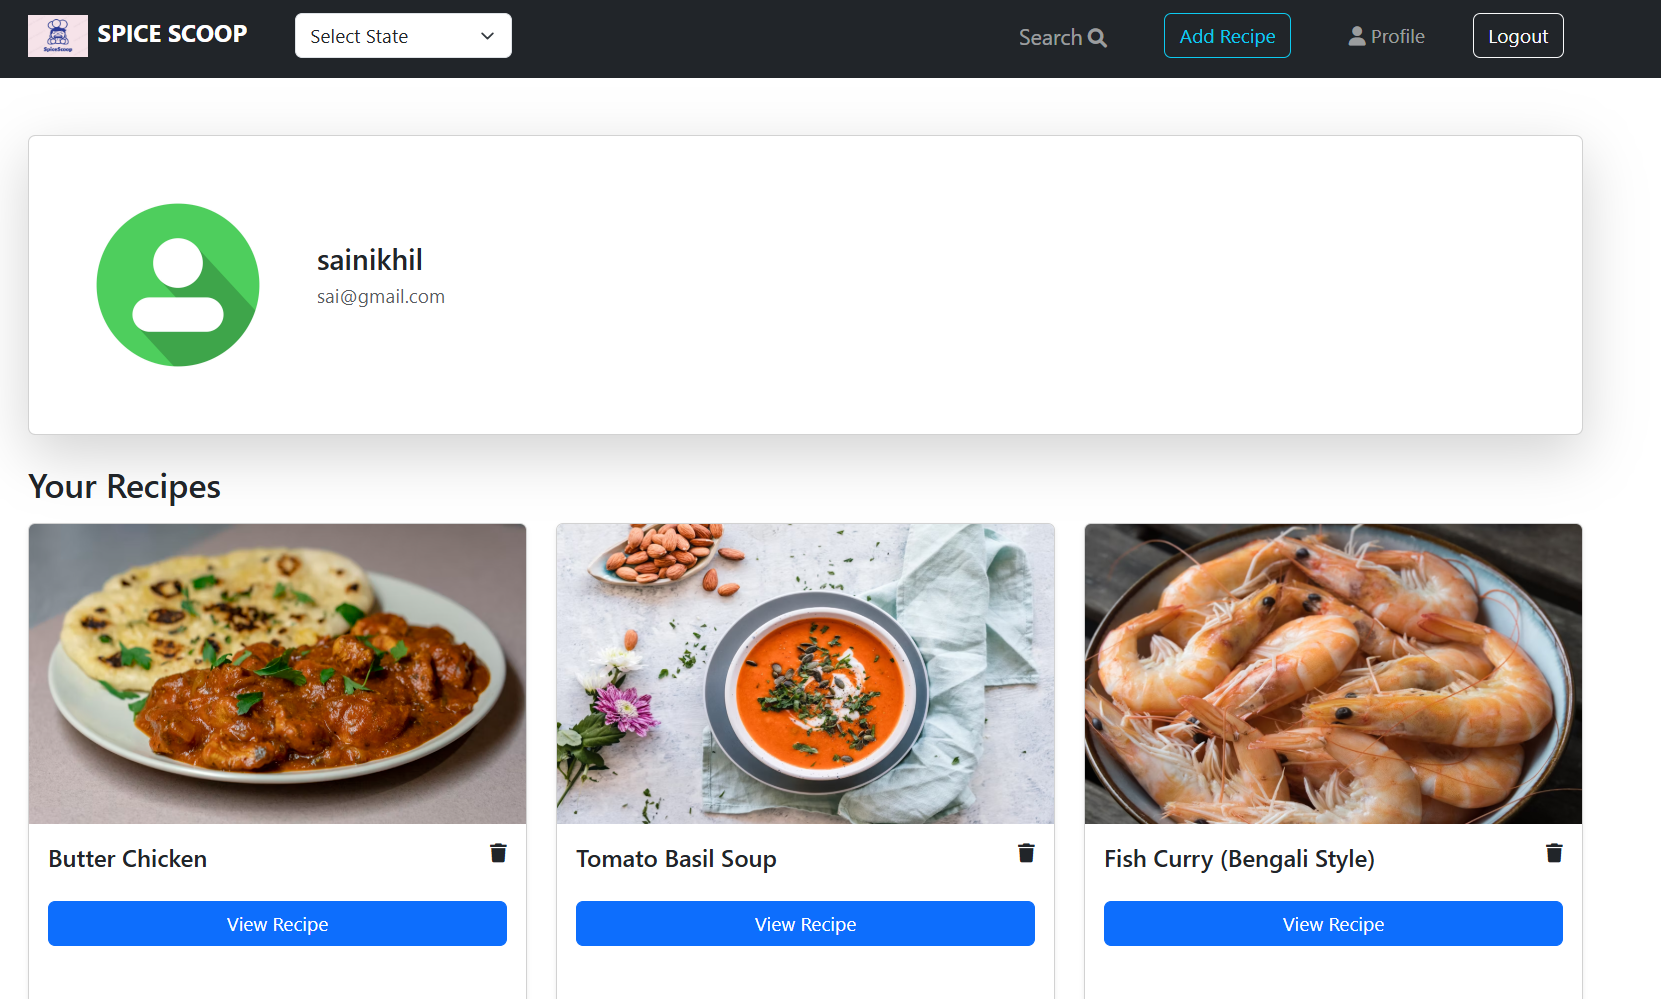 SpiceScoop
SPICE SCOOP
Select State
Search
Add Recipe
Profile
Logout
sainikhil
sai@gmail.com
Your Recipes
Butter Chicken
Tomato Basil Soup
Fish Curry (Bengali Style)
View Recipe
View Recipe
View Recipe